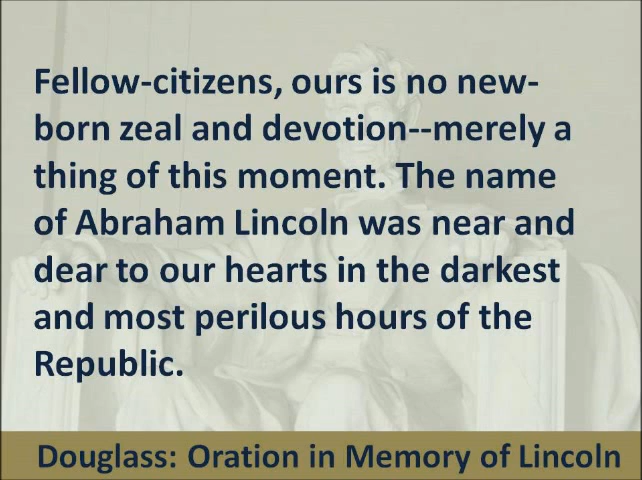 Fellow-citizens, ours is no new-
born zeal and devotion--merely a
thing of this moment. The name
of Abraham Lincoln was near and
dear to our hearts in the darkest
and most perilous hours of the
Republic.
Douglass: Oration in Memory of Lincoln